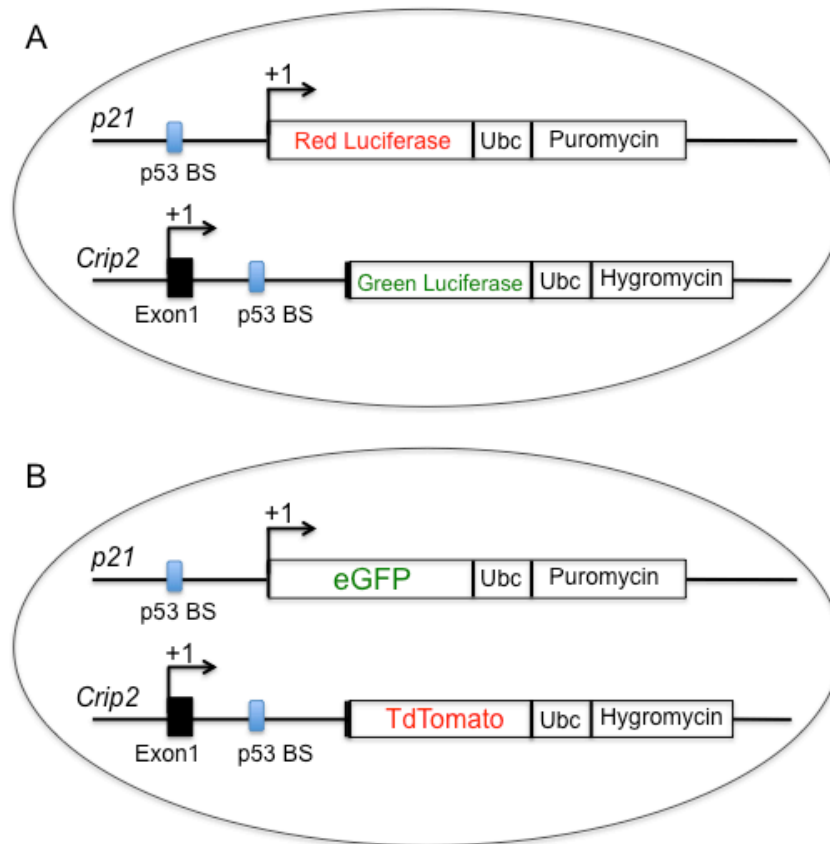 A
+1
p21
Red Luciferase Ubc Puromycin
p53 BS
+1
Crip2
Green Luciferase Ubc Hygromycin
Exon1 p53 BS
B
+1
p21
eGFP Ubc Puromycin
p53 BS
+1
Crip2
TdTomato Ubc Hygromycin
Exon1 p53 BS